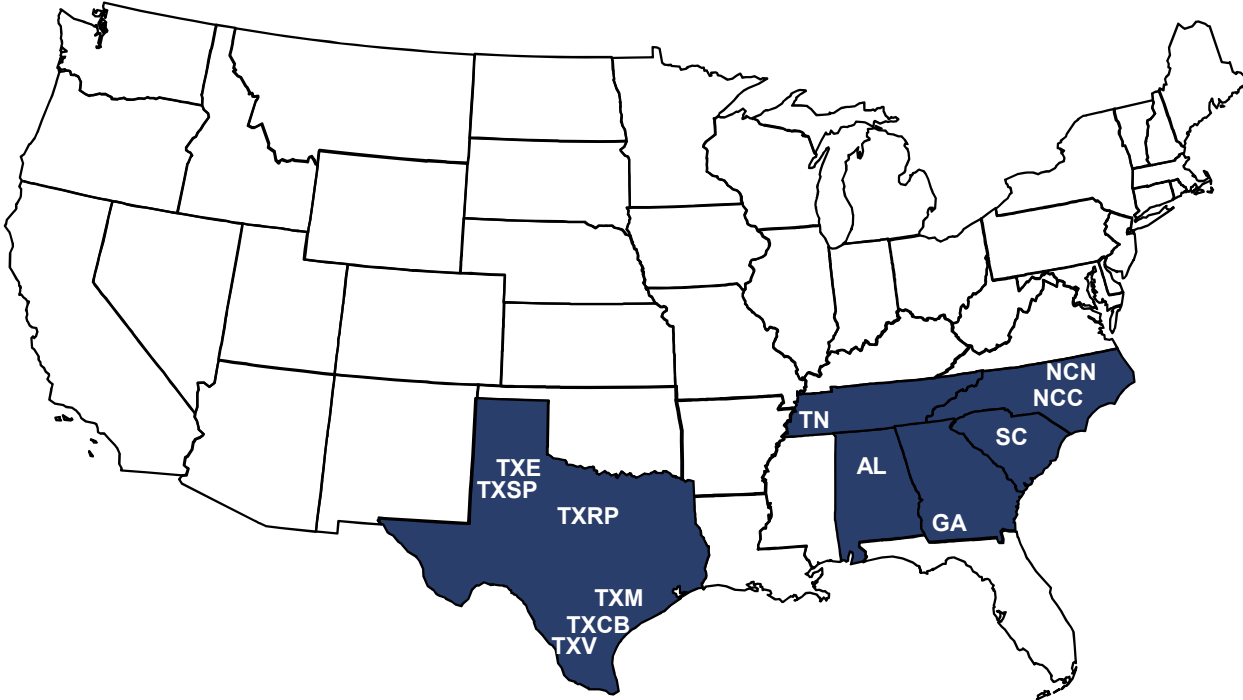 NCN
NCC
TN
SC
AL
TXE
TXSP
TXRP
GA
TXM
TXCB
TXV